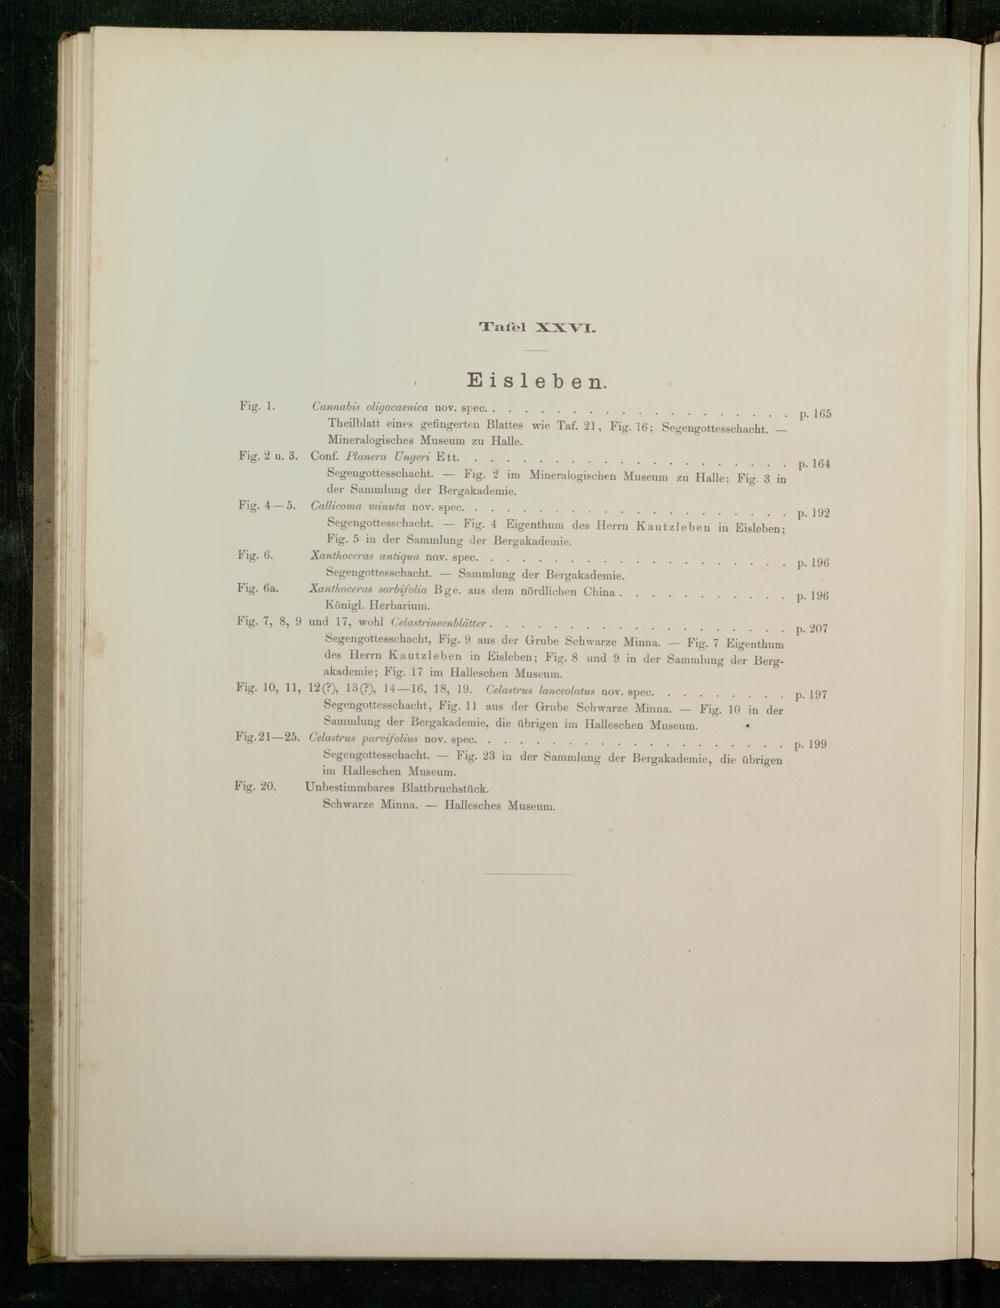 Tafel XXVI.
Eisleben.
Fig. 1. Cannabis oligocaenica nov. spec. . . . . . . . . . . . . . . . . . . . p. 165
Theilblatt eines gefingerten Blattes wie Taf. 21, Fig. 16; Segengottesschacht. —
Mineralogisches Museum zu Halle.
Fig. 2 u. 3. Conf. Planera Ungeri Ett. . . . . . . . . . . . . . . . . . . . . p. 164
Segengottesschacht. — Fig. 2 im Mineralogischen Museum zu Halle; Fig. 3 in
der Sammlung der Bergakademie.
Fig. 4—5. Callicoma minuta nov. spec. . . . . . . . . . . . . . . . . . . . . p. 192
Segengottesschacht. — Fig. 4 Eigenthum des Herrn Kautzleben in Eisleben;
Fig. 5 in der Sammlung der Bergakademie.
Fig. 6. Xanthoceras antiqua nov. spec. . . . . . . . . . . . . . . . . . . . . p. 196
Segengottesschacht. — Sammlung der Bergakademie.
Fig. 6a. Xanthoceras sorbifolia Bge. aus dem nördlichen China . . . . . . . . . . . p. 196
Königl. Herbarium.
Fig. 7, 8, 9 und 17, wohl Celastrineenblätter . . . . . . . . . . . . . . . . . . . p. 207
Segengottesschacht, Fig. 9 aus der Grube Schwarze Minna. — Fig. 7 Eigenthum
des Herrn Kautzleben in Eisleben; Fig. 8 und 9 in der Sammlung der Berg-
akademie; Fig. 17 im Halleschen Museum.
Fig. 10, 11, 12(?), 13(?), 14—16, 18, 19. Celastrus lanceolatus nov. spec. . . . . . . . . p. 197
Segengottesschacht, Fig. 11 aus der Grube Schwarze Minna. — Fig. 10 in der
Sammlung der Bergakademie, die übrigen im Halleschen Museum.
Fig. 21—25. Celastrus parvifolius nov. spec. . . . . . . . . . . . . . . . . . . . p. 199
Segengottesschacht. — Fig. 23 in der Sammlung der Bergakademie, die übrigen
im Halleschen Museum.
Fig. 20. Unbestimmbares Blattbruchstück.
Schwarze Minna. — Hallesches Museum.